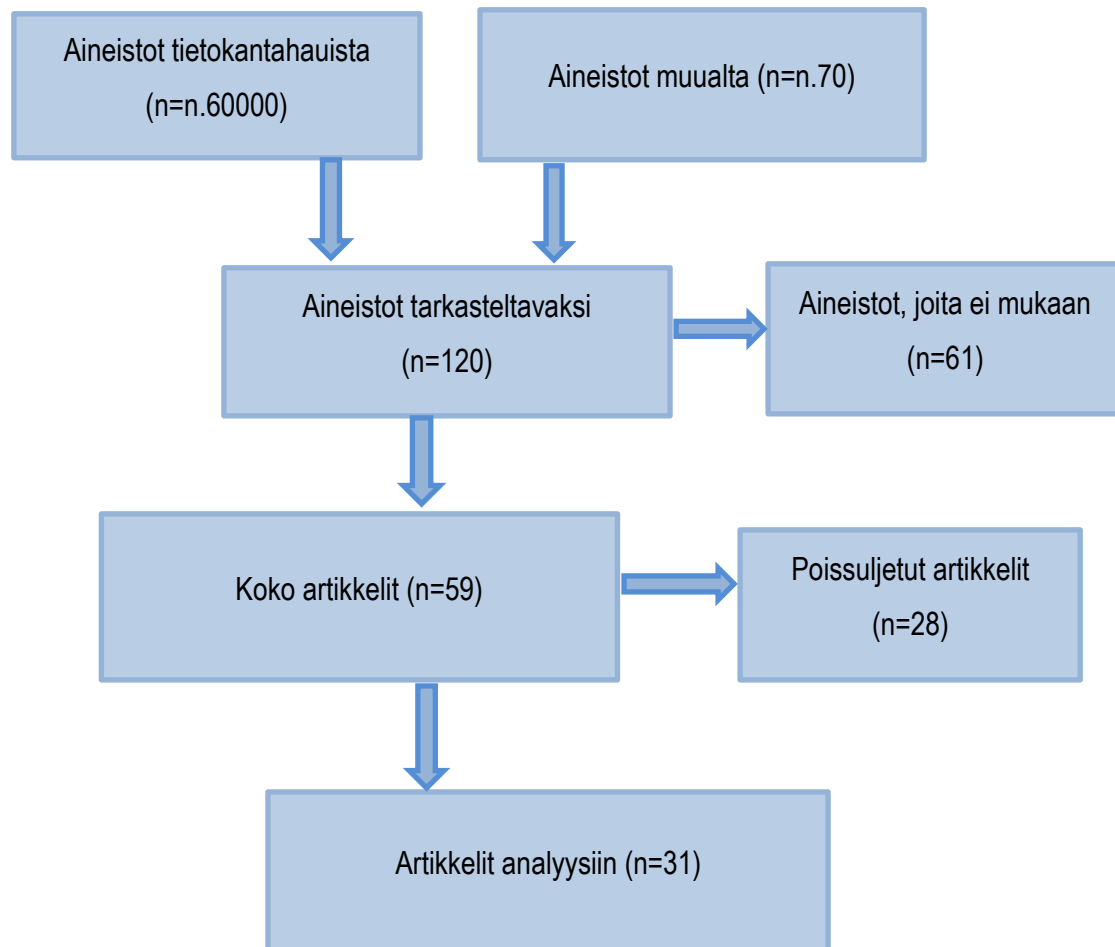 Aineistot tietokantahauista
(n=n.60000)
Aineistot muualta (n=n.70)
Aineistot tarkasteltavaksi
(n=120)
Aineistot, joita ei mukaan
(n=61)
Koko artikkelit (n=59)
Poissuljetut artikkelit
(n=28)
Artikkelit analyysiin (n=31)